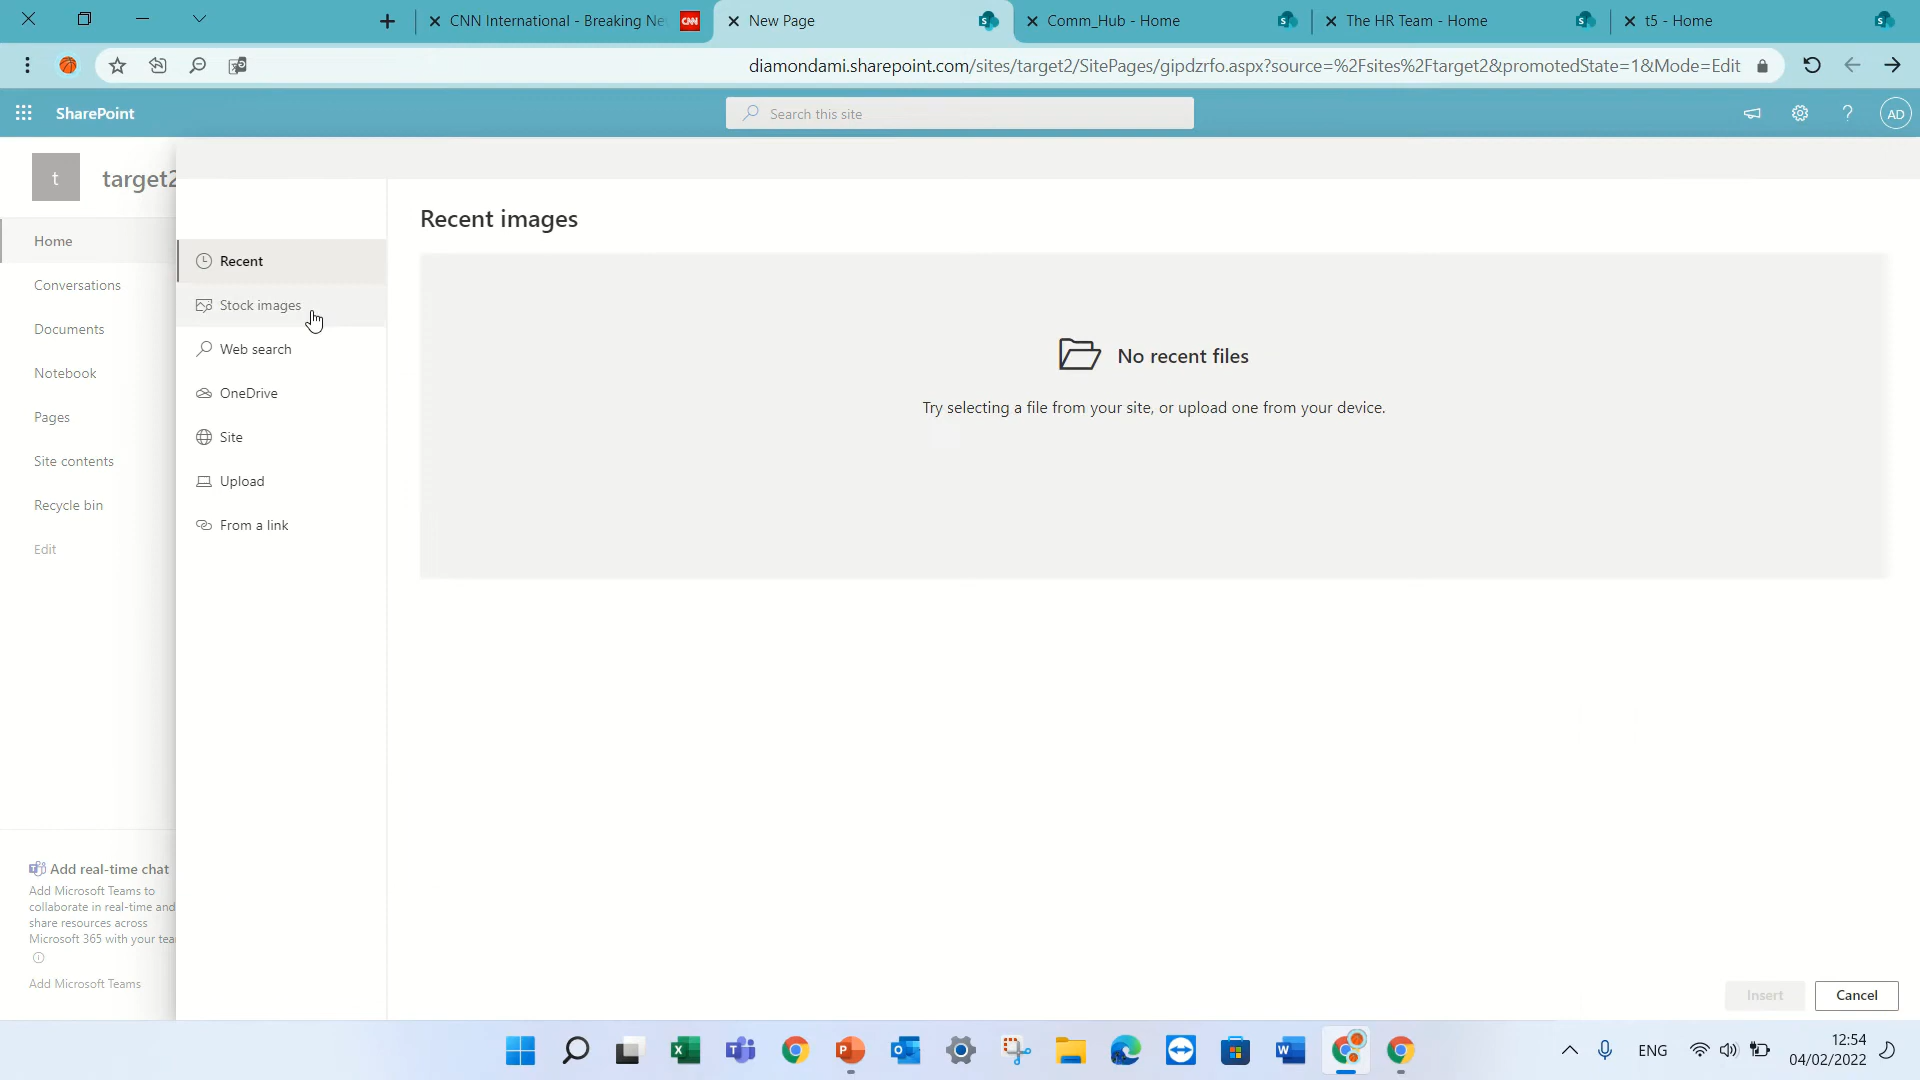 CNN International - Breaking Ne
CNN
New Page
Comm_Hub - Home
The HR Team - Home
t5 - Home
diamondami.sharepoint.com/sites/target2/SitePages/gipdzrfo.aspx?source=%2Fsites%2Ftarget2&promotedState=1&Mode=Edit
SharePoint
Search this site
AD
t
target2
Home
Conversations
Documents
Notebook
Pages
Site contents
Recycle bin
Edit
Add real-time chat
Add Microsoft Teams to
collaborate in real-time and
share resources across
Microsoft 365 with your tea
Add Microsoft Teams
Recent
Stock images
Web search
OneDrive
Site
Upload
From a link
Recent images
No recent files
Try selecting a file from your site, or upload one from your device.
Insert
Cancel
ENG
12:54
04/02/2022